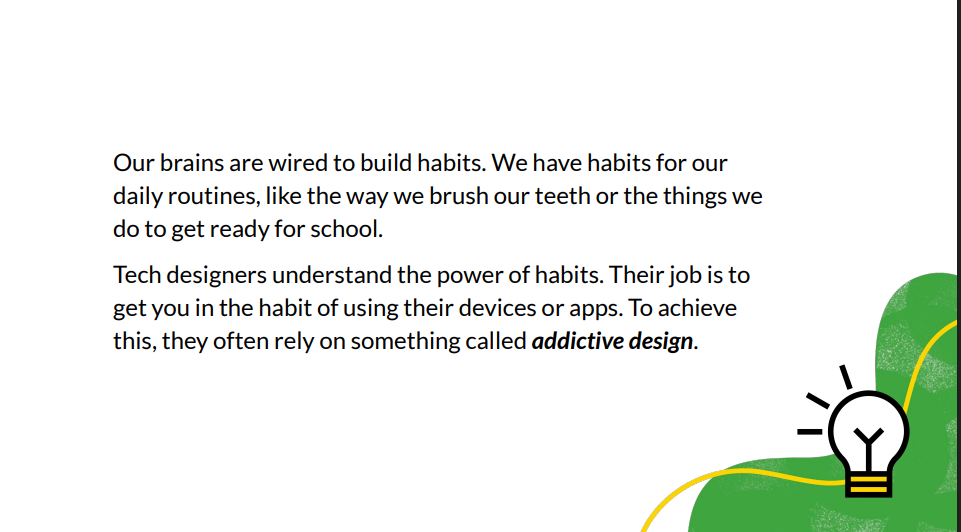 Our brains are wired to build habits. We have habits for our
daily routines, like the way we brush our teeth or the things we
do to get ready for school.
Tech designers understand the power of habits. Their job is to
get you in the habit of using their devices or apps. To achieve
this, they often rely on something called addictive design.